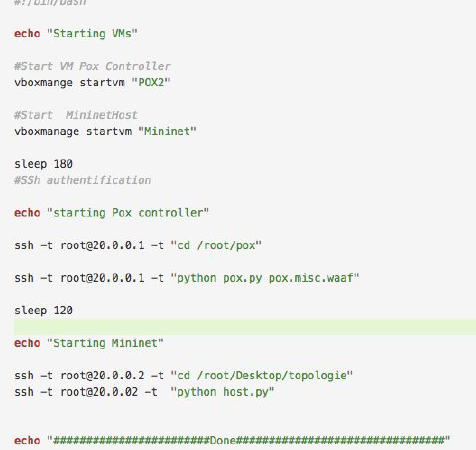 #!/bin/bash
echo "Starting VMs"
#Start VM Pox Controller
vboxmange startvm "POX2"
#Start  MininetHost
vboxmanage startvm "Mininet"
sleep 180
#SSh authentification
echo "starting Pox controller"
ssh -t root@20.0.0.1 -t "cd /root/pox"
ssh -t root@20.0.0.1 -t "python pox.py pox.misc.waaf"
sleep 120
echo "Starting Mininet"
ssh -t root@20.0.0.2 -t "cd /root/Desktop/topologie"
ssh -t root@20.0.02 -t  "python host.py"
echo "########################Done################################"